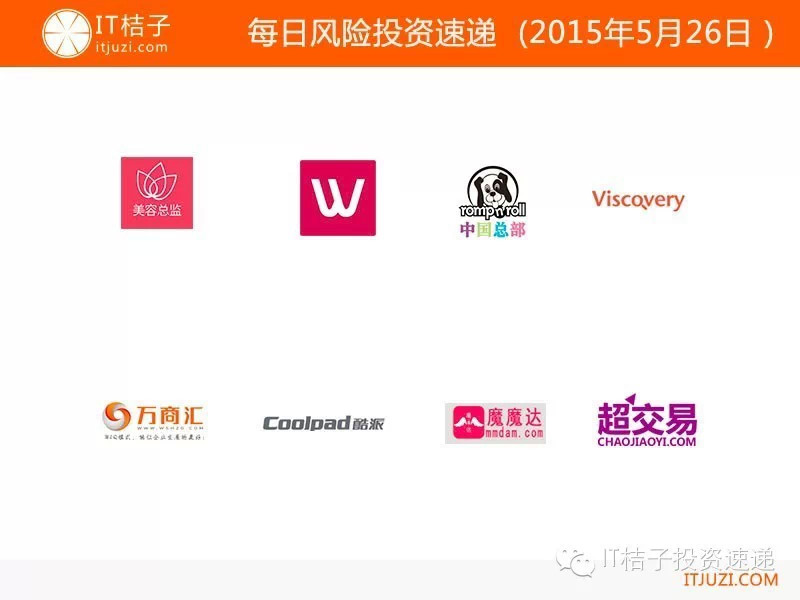 IT桔子
itjuzi.com
每日风险投资速递 (2015年5月26日 )
美容总监
W
romp n' roll
中国总部
Viscovery
万商汇
WWW.WSH20.COM
Coolpad 酷派
魔魔达
mmdam.com
超交易
CHAOJIAOYI.COM
IT桔子投资速递
ITJUZI.COM